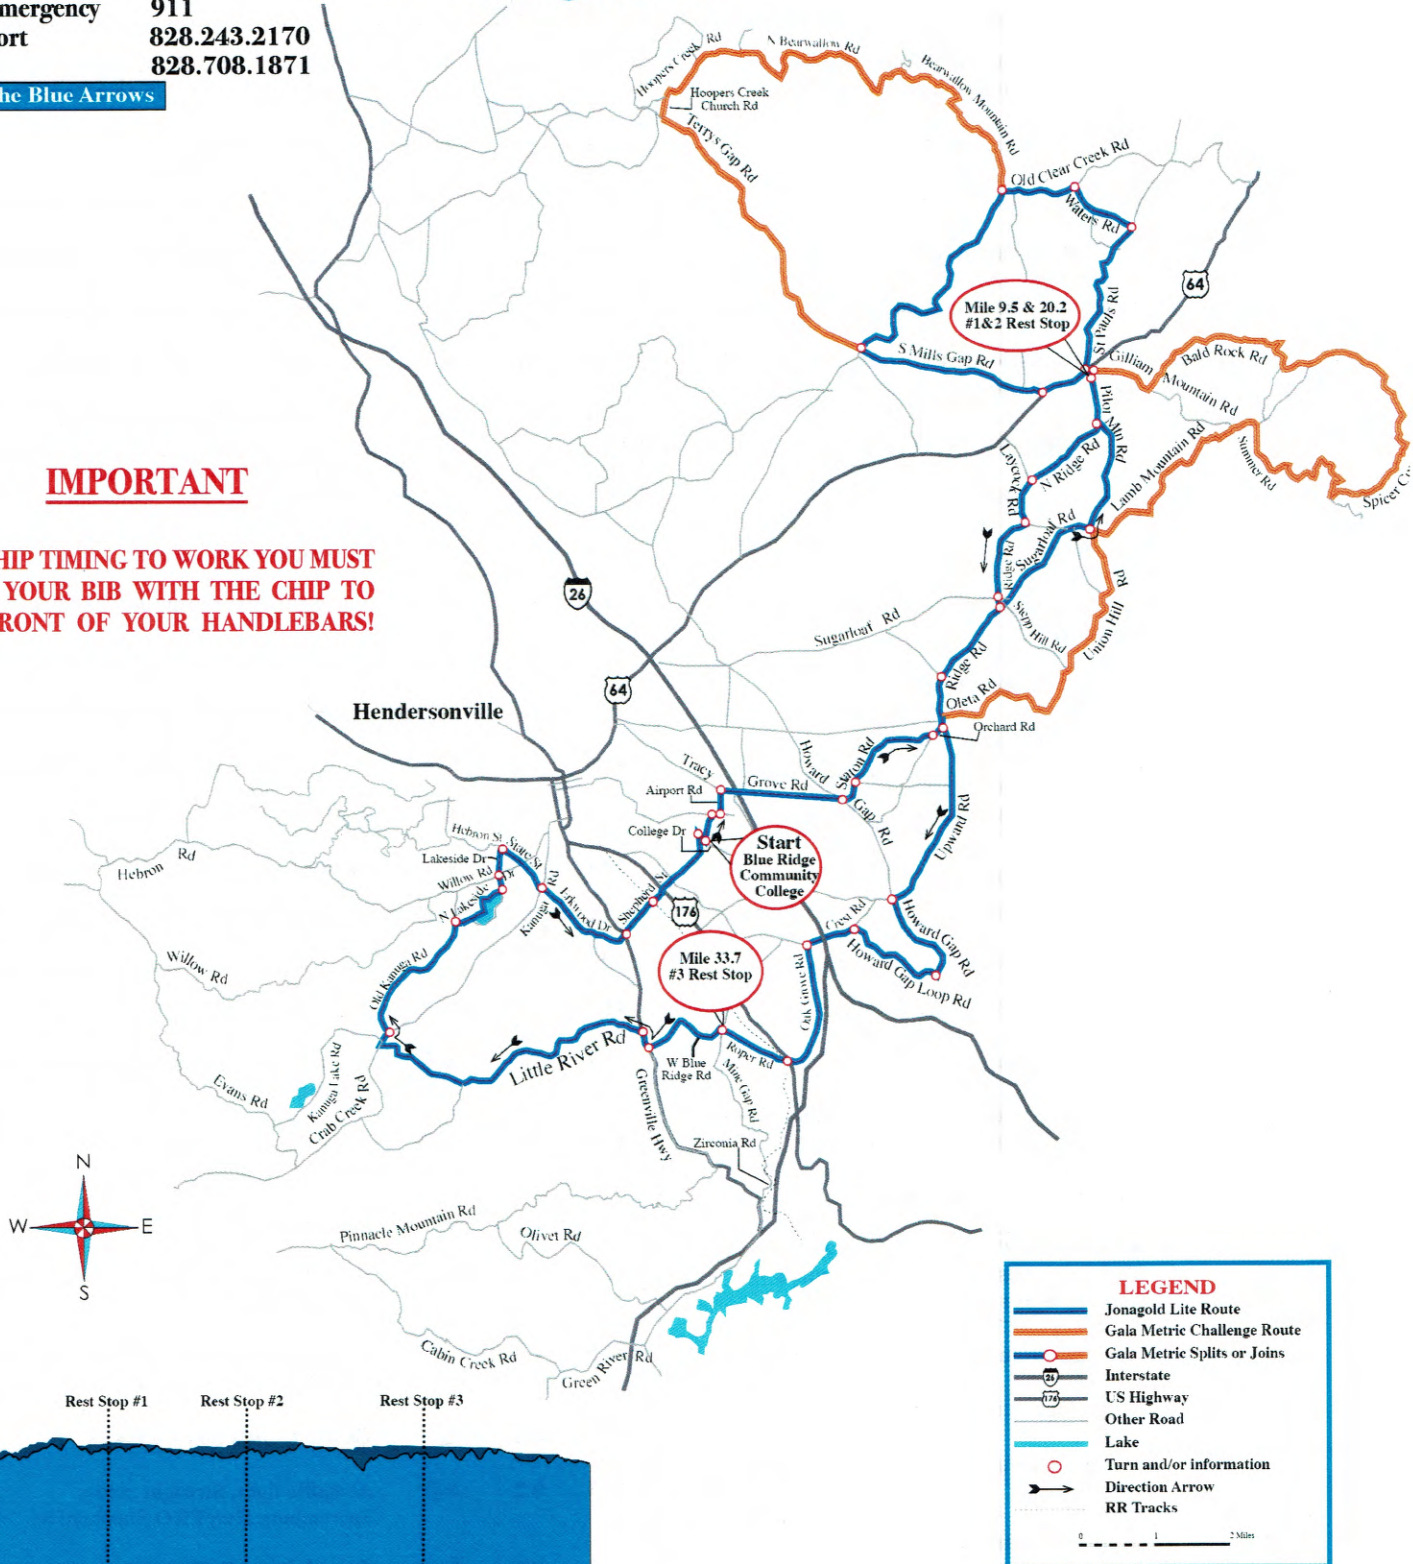 mergency 911
ort 828.243.2170
828.708.1871
he Blue Arrows
IMPORTANT
HIP TIMING TO WORK YOU MUST
YOUR BIB WITH THE CHIP TO
RONT OF YOUR HANDLEBARS!
Hoopers Creek Rd
N Bearwallow Rd
Bearwallow Mountain Rd
Hoopers Creek
Church Rd
Terrys Gap Rd
Old Clear Creek Rd
Waters Rd
64
Mile 9.5 & 20.2
#1&2 Rest Stop
St Pauls Rd
S Mills Gap Rd
Gilliam Mountain Rd
Bald Rock Rd
Pilot Mtn Rd
Laycock Rd
N Ridge Rd
Lamb Mountain Rd
Summer Rd
Spicer Co
Sugarloaf Rd
Ridge Rd
26
Stepp Hill Rd
Union Hill Rd
Sugarloaf Rd
Ridge Rd
64
Oleta Rd
Hendersonville
Orchard Rd
Howard Gap Rd
Staton Rd
Tracy Grove Rd
Airport Rd
Upward Rd
College Dr
Start
Blue Ridge
Community
College
Hebron St
State St
Lakeside Dr
Willow Rd
N Lakeside Dr
Hebron Rd
Kanuga Rd
Erkwood Dr
Shepherd St
176
Crest Rd
Howard Gap Rd
Howard Gap Loop Rd
Mile 33.7
#3 Rest Stop
Oak Grove Rd
Willow Rd
Old Kanuga Rd
Little River Rd
W Blue
Ridge Rd
Roper Rd
Mine Gap Rd
Evans Rd
Kanuga Lake Rd
Crab Creek Rd
Greenville Hwy
Zirconia Rd
N
W E
S
Pinnacle Mountain Rd
Olivet Rd
Cabin Creek Rd
Green River Rd
LEGEND
Jonagold Lite Route
Gala Metric Challenge Route
Gala Metric Splits or Joins
26 Interstate
176 US Highway
Other Road
Lake
Turn and/or information
Direction Arrow
RR Tracks
0 1 2 Miles
Rest Stop #1 Rest Stop #2 Rest Stop #3